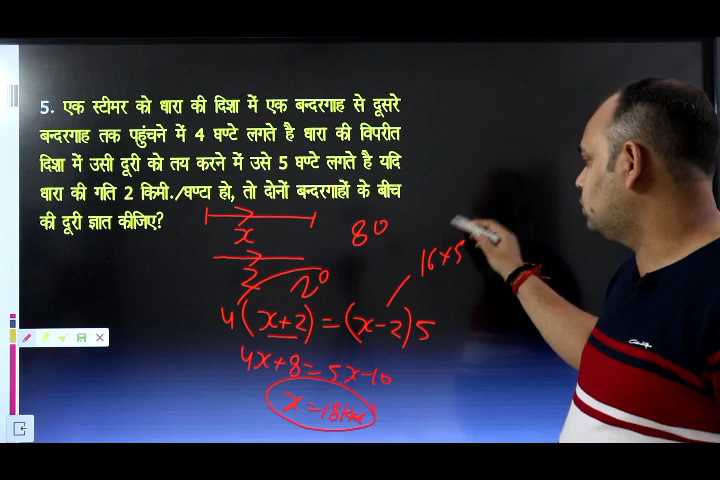 5. एक स्टीमर को धारा की दिशा में एक बन्दरगाह से दूसरे
बन्दरगाह तक पहुंचने में 4 घण्टे लगते है धारा की विपरीत
दिशा में उसी दूरी को तय करने में उसे 5 घण्टे लगते है यदि
धारा की गति 2 किमी./घण्टा हो, तो दोनों बन्दरगाहों के बीच
की दूरी ज्ञात कीजिए?
x
80
2
20
16x5
4(x+2)=(x-2)5
4x+8=5x-10
x=18km